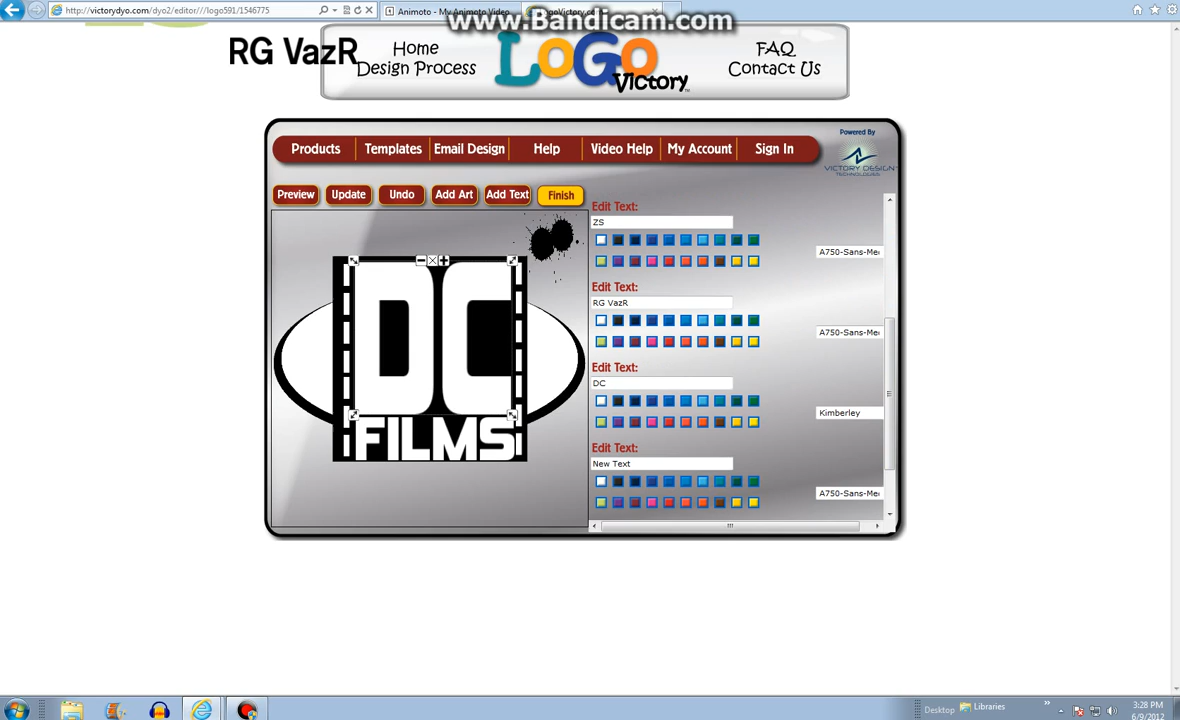 http://victorydyo.com/dyo2/editor///logo591/1546775
Animoto - My Animoto Video
www.Bandicam.com
RG VazR
Home
Design Process
LOGO
Victory™
FAQ
Contact Us
Powered By
VICTORY DESIGN
TECHNOLOGIES
Products
Templates
Email Design
Help
Video Help
My Account
Sign In
Preview
Update
Undo
Add Art
Add Text
Finish
DC
FILMS
Edit Text:
ZS
A750-Sans-Me
Edit Text:
RG VazR
A750-Sans-Me
Edit Text:
DC
Kimberley
Edit Text:
New Text
A750-Sans-Me
Desktop
Libraries
3:28 PM
6/9/2012